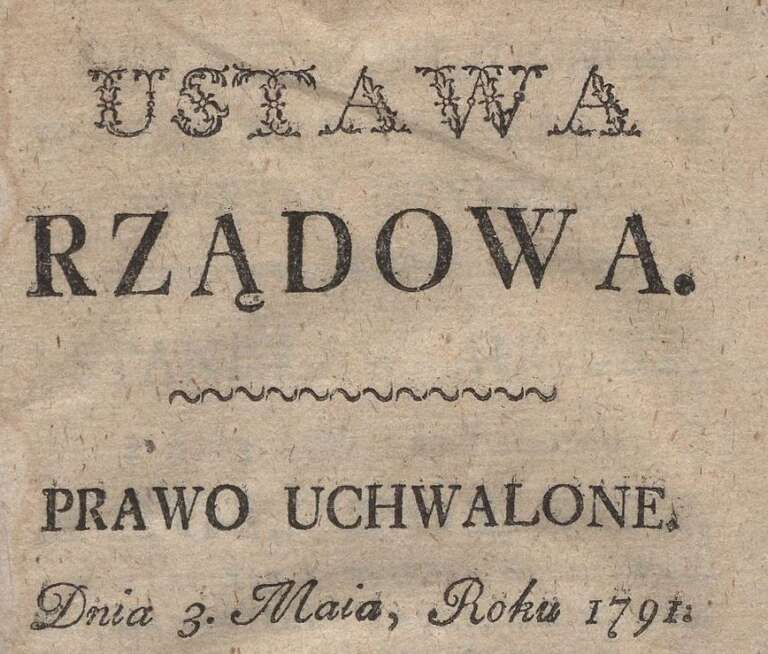 USTAWA
RZĄDOWA.
PRAWO UCHWALONE.
Dnia 3. Maia, Roku 1791: